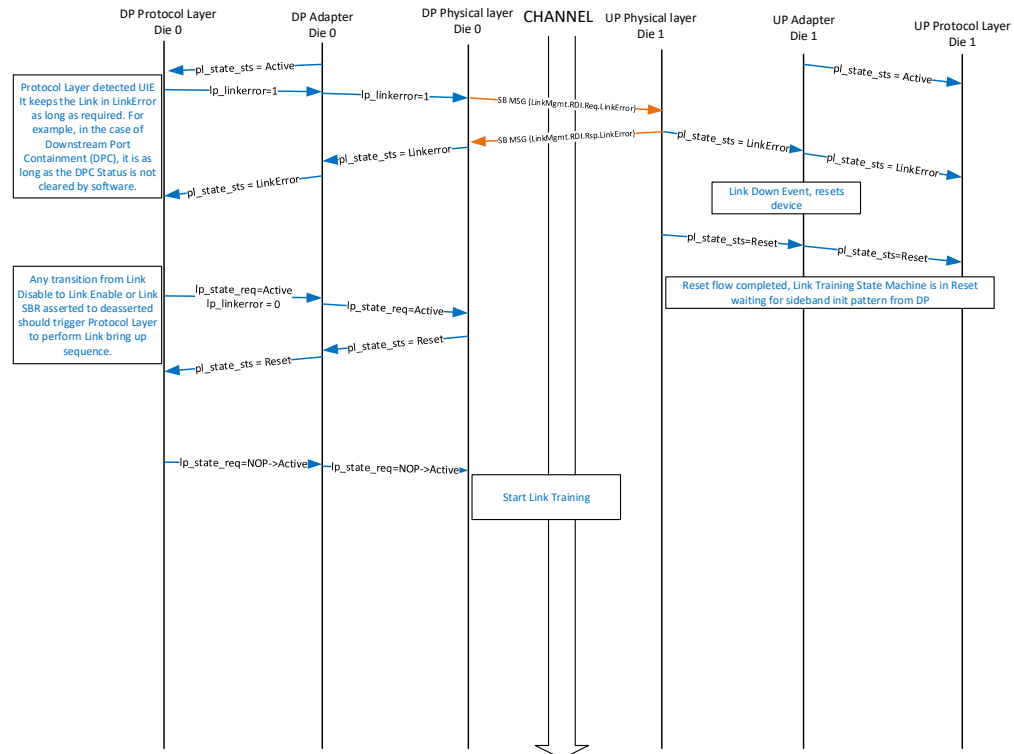 DP Protocol Layer
Die 0
DP Adapter
Die 0
DP Physical layer
Die 0
CHANNEL
UP Physical layer
Die 1
UP Adapter
Die 1
UP Protocol Layer
Die 1
pl_state_sts = Active
pl_state_sts = Active
Protocol Layer detected UIE
It keeps the Link in LinkError
as long as required. For
example, in the case of
Downstream Port
Containment (DPC), it is as
long as the DPC Status is not
cleared by software.
lp_linkerror=1
lp_linkerror=1
SB MSG (LinkMgmt.RDI.Req.LinkError)
SB MSG (LinkMgmt.RDI.Rsp.LinkError)
pl_state_sts = Linkerror
pl_state_sts = LinkError
pl_state_sts = LinkError
pl_state_sts = LinkError
Link Down Event, resets
device
pl_state_sts=Reset
pl_state_sts=Reset
Any transition from Link
Disable to Link Enable or Link
SBR asserted to deasserted
should trigger Protocol Layer
to perform Link bring up
sequence.
lp_state_req=Active
lp_linkerror = 0
lp_state_req=Active
Reset flow completed, Link Training State Machine is in Reset
waiting for sideband init pattern from DP
pl_state_sts = Reset
pl_state_sts = Reset
lp_state_req=NOP->Active
lp_state_req=NOP->Active
Start Link Training